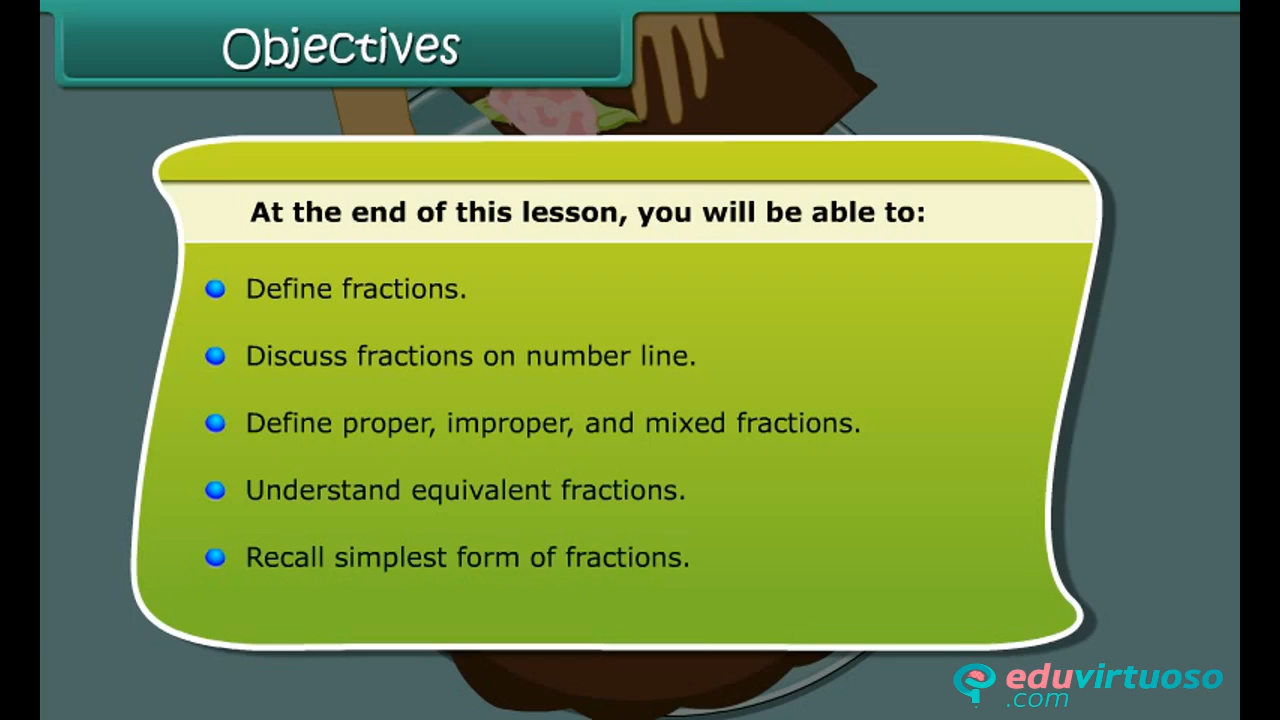 Objectives
At the end of this lesson, you will be able to:
Define fractions.
Discuss fractions on number line.
Define proper, improper, and mixed fractions.
Understand equivalent fractions.
Recall simplest form of fractions.
eduvirtuoso
.com